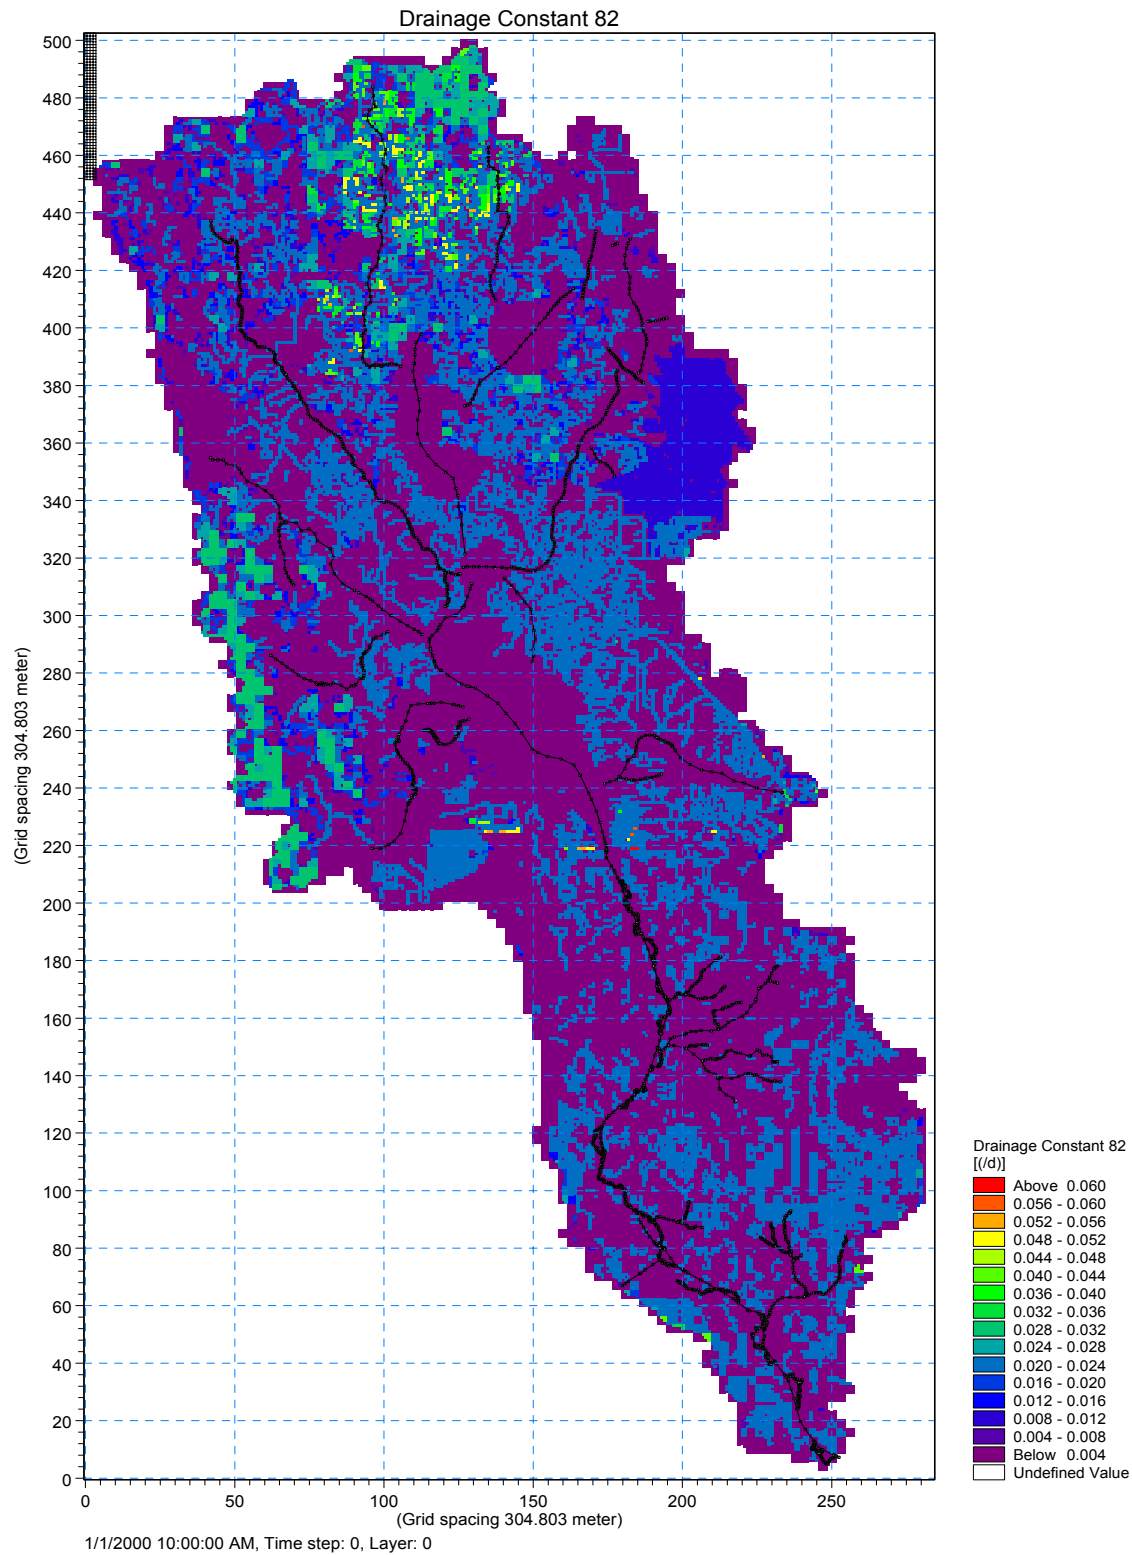 Drainage Constant 82
500
480
460
440
420
400
380
360
340
320
300
280
260
240
220
200
180
160
140
120
100
80
60
40
20
0
(Grid spacing 304.803 meter)
0 50 100 150 200 250
(Grid spacing 304.803 meter)
1/1/2000 10:00:00 AM, Time step: 0, Layer: 0
Drainage Constant 82
[(/d)]
Above 0.060
0.056 - 0.060
0.052 - 0.056
0.048 - 0.052
0.044 - 0.048
0.040 - 0.044
0.036 - 0.040
0.032 - 0.036
0.028 - 0.032
0.024 - 0.028
0.020 - 0.024
0.016 - 0.020
0.012 - 0.016
0.008 - 0.012
0.004 - 0.008
Below 0.004
Undefined Value